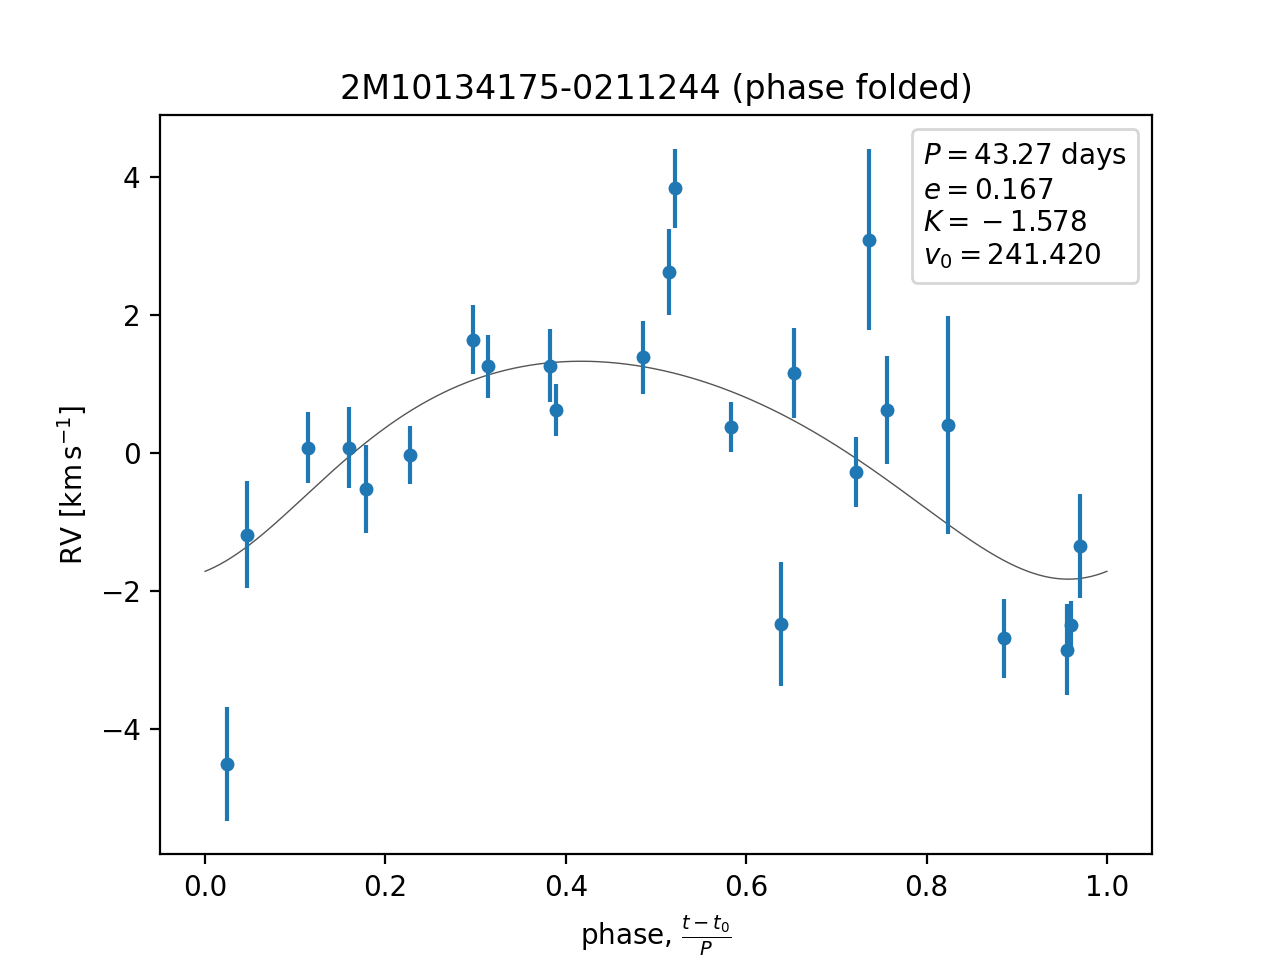 2M10134175-0211244 (phase folded)
P = 43.27 days
e = 0.167
K = −1.578
v₀ = 241.420
4
2
0
−2
−4
RV [km s⁻¹]
0.0 0.2 0.4 0.6 0.8 1.0
phase, (t − t₀)/P